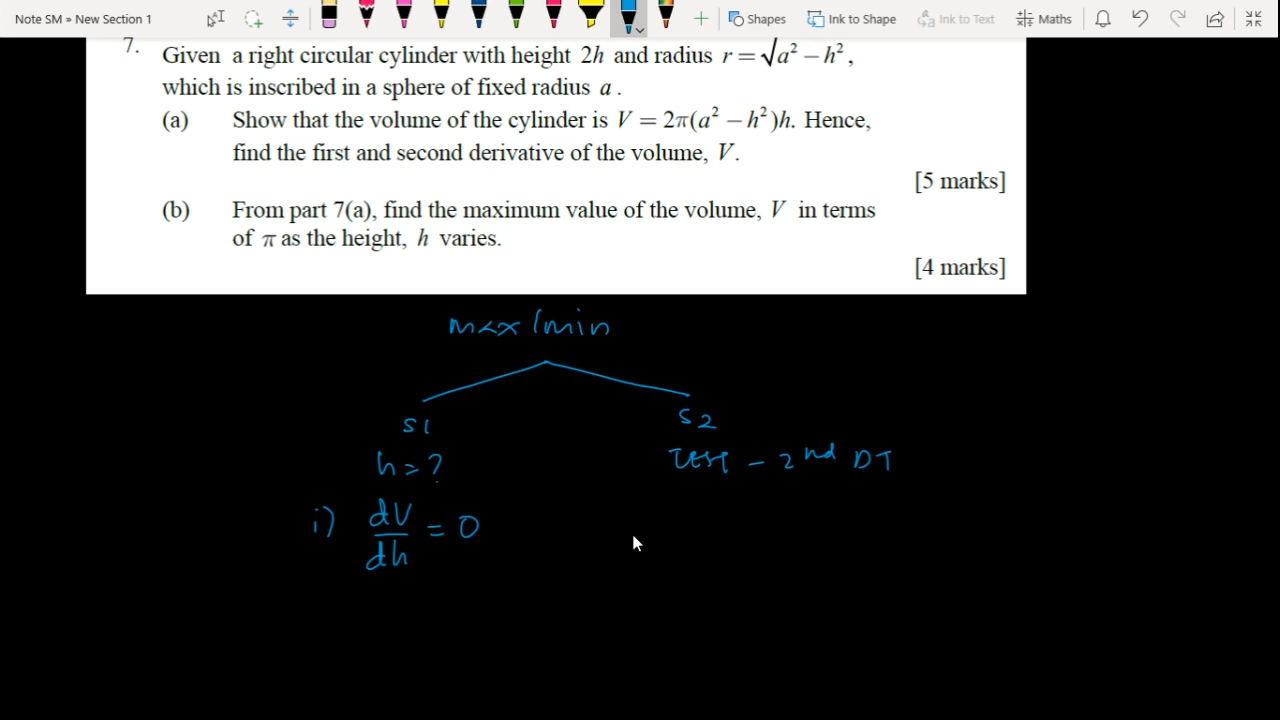 Note SM » New Section 1 Shapes Ink to Shape Ink to Text Maths
7. Given a right circular cylinder with height 2h and radius r = √a² − h²,
which is inscribed in a sphere of fixed radius a.
(a) Show that the volume of the cylinder is V = 2π(a² − h²)h. Hence,
find the first and second derivative of the volume, V.
[5 marks]
(b) From part 7(a), find the maximum value of the volume, V in terms
of π as the height, h varies.
[4 marks]
max/min
S1 S2
h = ? Test – 2nd DT
i) dV/dh = 0